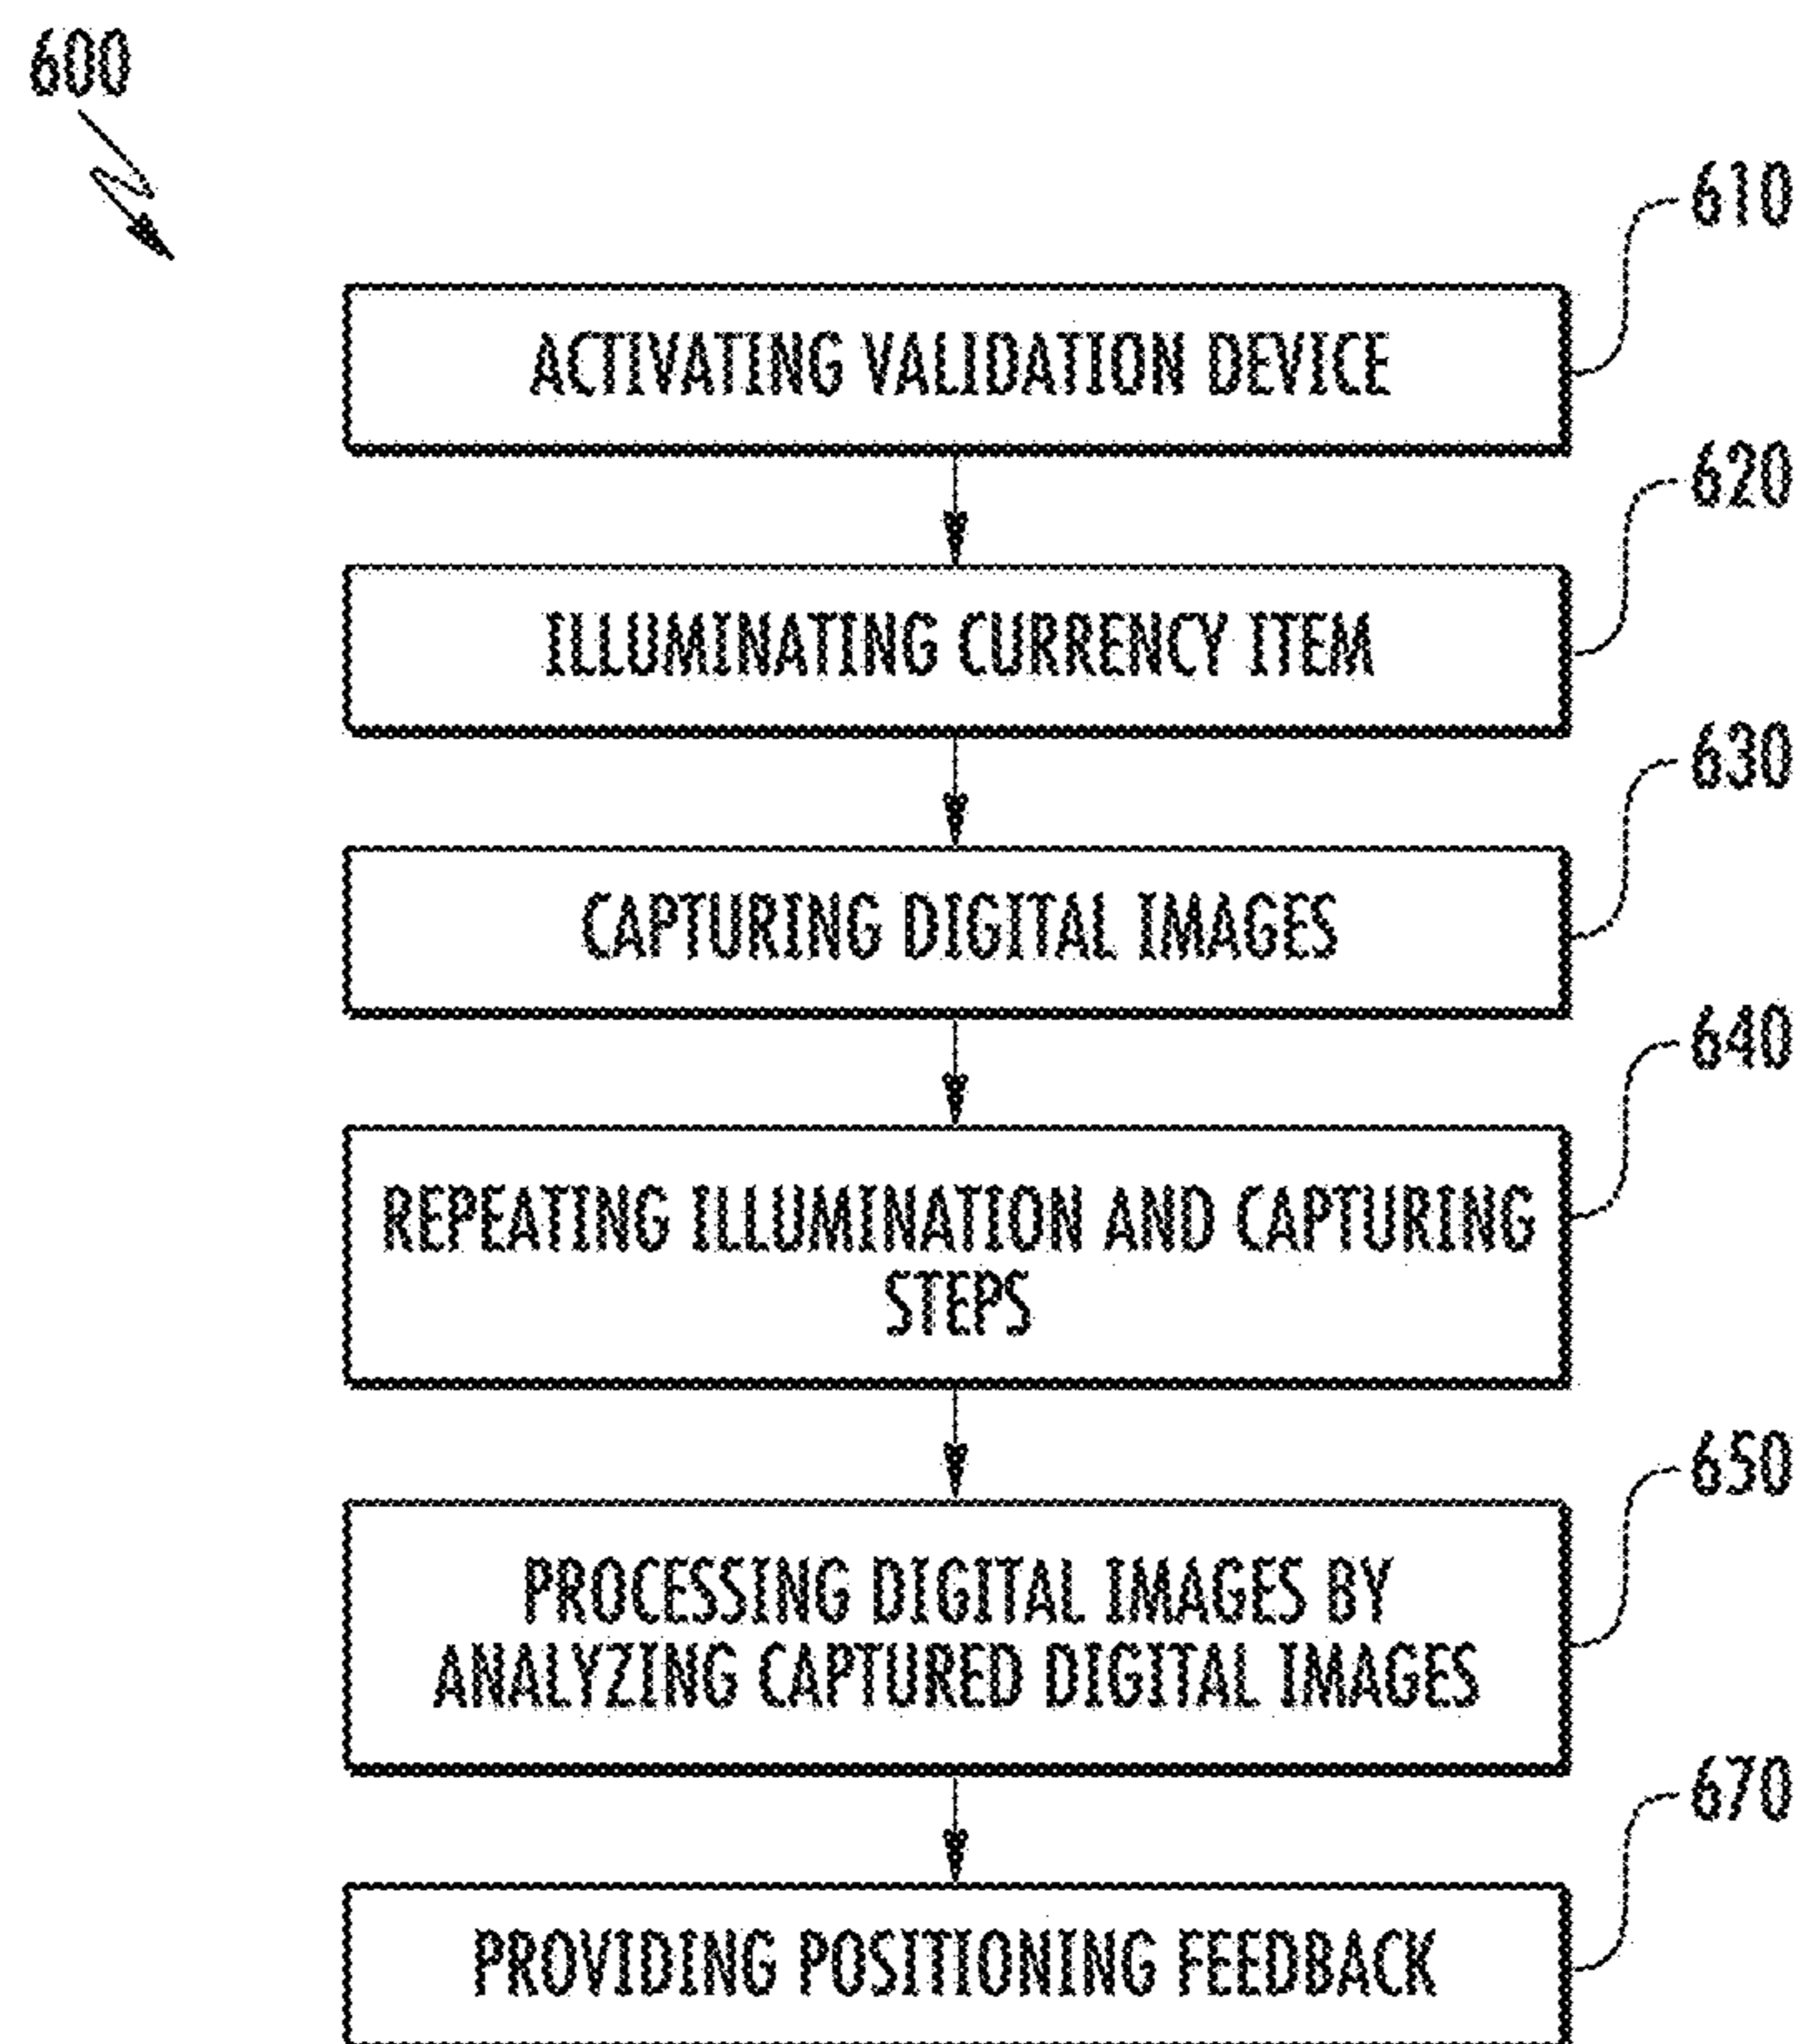 600
610
ACTIVATING VALIDATION DEVICE
620
ILLUMINATING CURRENCY ITEM
630
CAPTURING DIGITAL IMAGES
640
REPEATING ILLUMINATION AND CAPTURING
STEPS
650
PROCESSING DIGITAL IMAGES BY
ANALYZING CAPTURED DIGITAL IMAGES
670
PROVIDING POSITIONING FEEDBACK